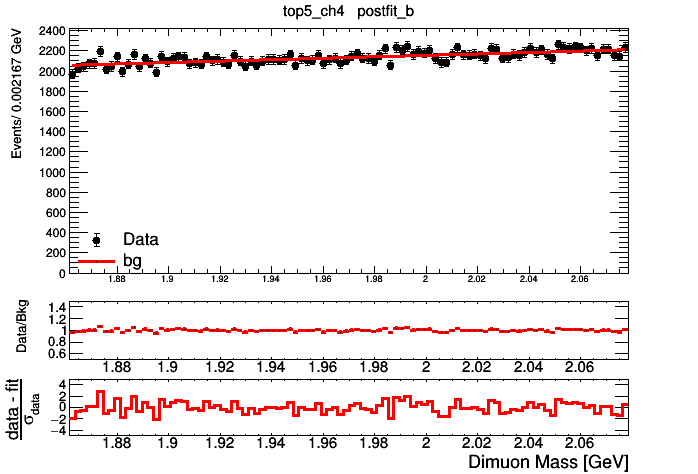 top5_ch4 postfit_b
Events/ 0.002167 GeV
2400
2200
2000
1800
1600
1400
1200
1000
800
600
400
200
0
Data
bg
1.88 1.9 1.92 1.94 1.96 1.98 2 2.02 2.04 2.06
Data/Bkg
1.4
1.2
1
0.8
0.6
1.88 1.9 1.92 1.94 1.96 1.98 2 2.02 2.04 2.06
data - fit
σdata
4
2
0
−2
−4
1.88 1.9 1.92 1.94 1.96 1.98 2 2.02 2.04 2.06
Dimuon Mass [GeV]